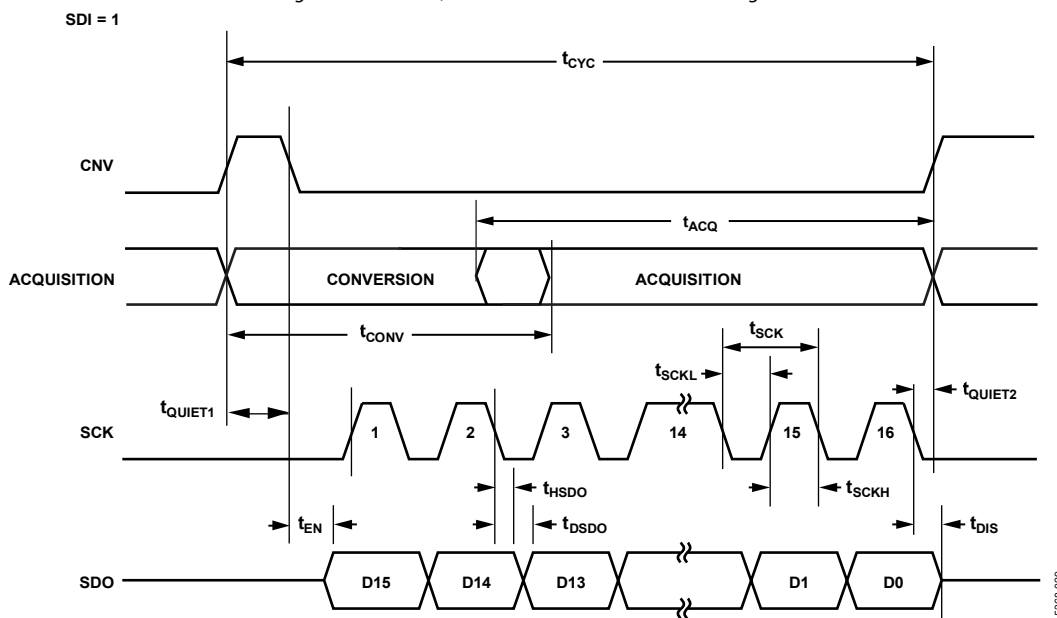 SDI = 1
tCYC
CNV
tACQ
ACQUISITION
CONVERSION
ACQUISITION
tCONV
tSCK
tSCKL
tQUIET1
tQUIET2
SCK
1
2
3
14
15
16
tHSDO
tSCKH
tEN
tDSDO
tDIS
SDO
D15
D14
D13
D1
D0